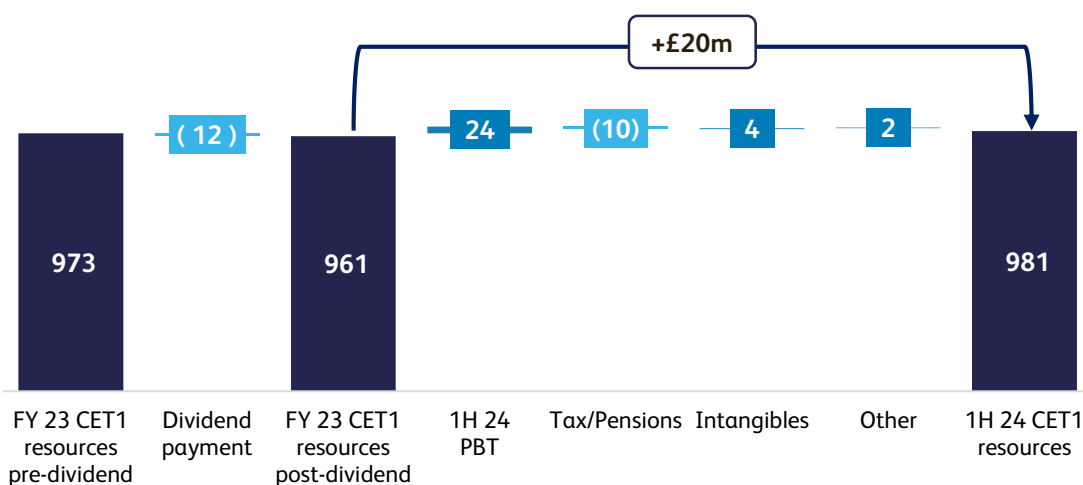 +£20m
( 12 )
24
(10)
4
2
973
961
981
FY 23 CET1
resources
pre-dividend
Dividend
payment
FY 23 CET1
resources
post-dividend
1H 24
PBT
Tax/Pensions
Intangibles
Other
1H 24 CET1
resources